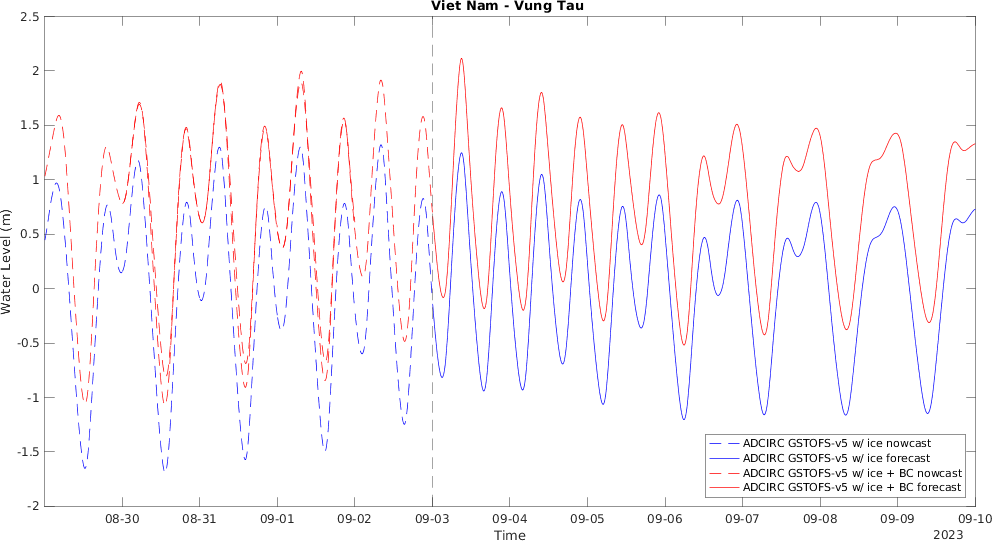 Viet Nam - Vung Tau
2.5
2
1.5
1
0.5
0
-0.5
-1
-1.5
-2
Water Level (m)
ADCIRC GSTOFS-v5 w/ ice nowcast
ADCIRC GSTOFS-v5 w/ ice forecast
ADCIRC GSTOFS-v5 w/ ice + BC nowcast
ADCIRC GSTOFS-v5 w/ ice + BC forecast
08-30 08-31 09-01 09-02 09-03 09-04 09-05 09-06 09-07 09-08 09-09 09-10
Time
2023